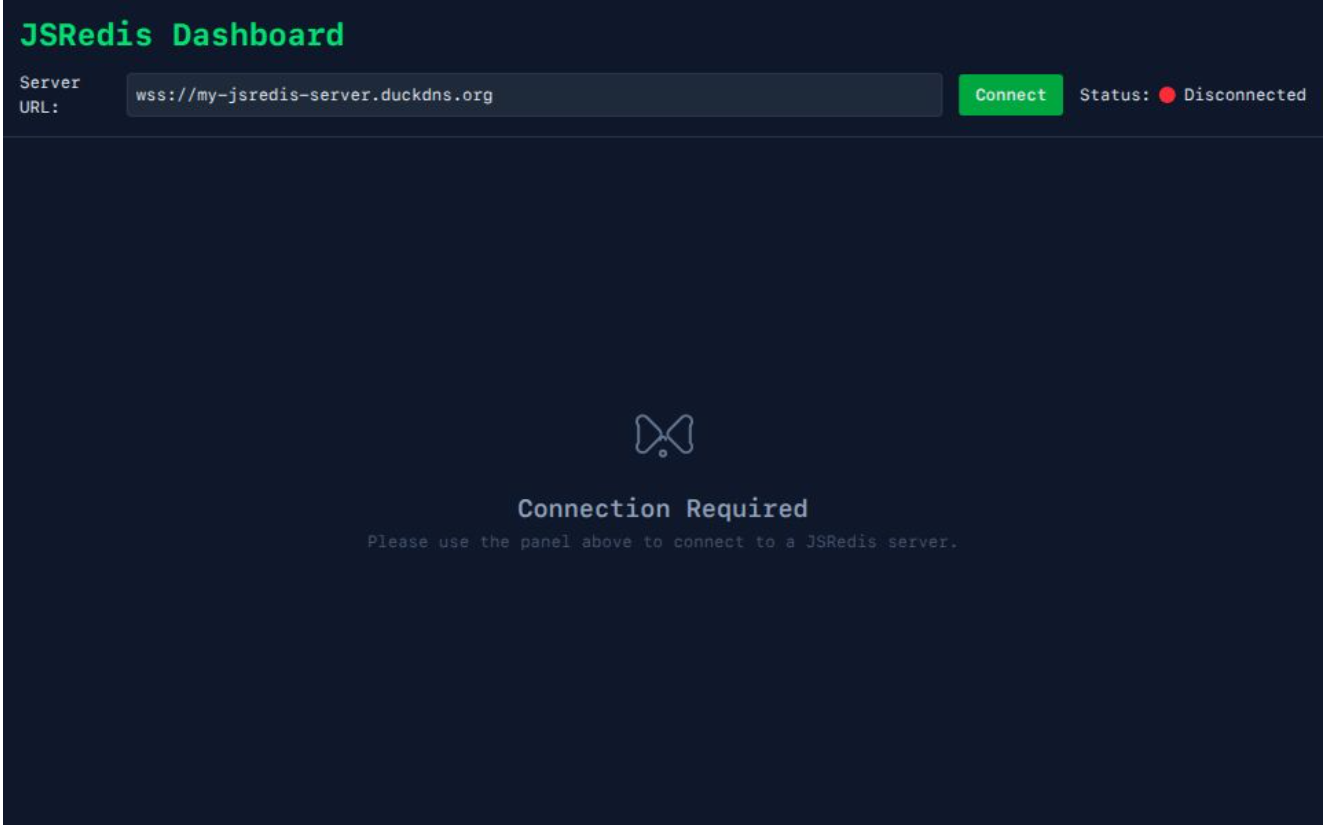 JSRedis Dashboard
Server
URL:
wss://my-jsredis-server.duckdns.org
Connect
Status: Disconnected
Connection Required
Please use the panel above to connect to a JSRedis server.